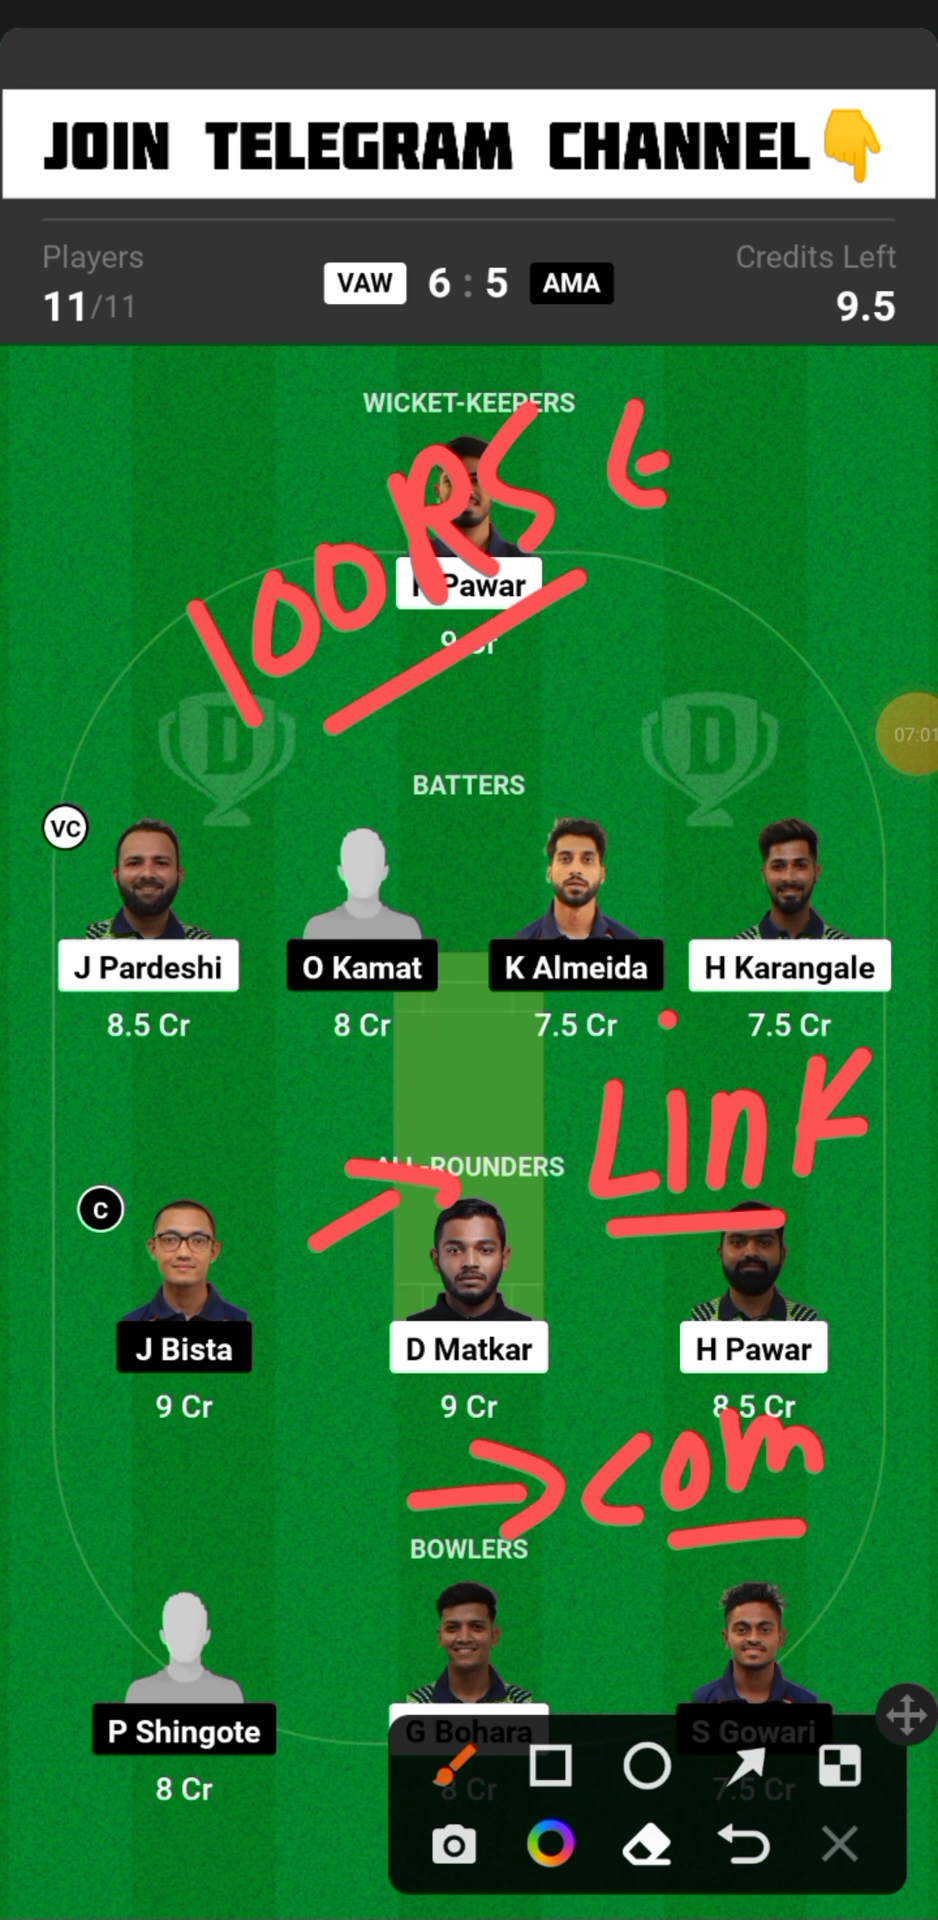 JOIN TELEGRAM CHANNEL👇
Players
Credits Left
11/11
VAW 6 : 5 AMA
9.5
WICKET-KEEPERS
100RS
Pawar
9 Cr
07:01
BATTERS
VC
J Pardeshi
O Kamat
K Almeida
H Karangale
8.5 Cr
8 Cr
7.5 Cr
7.5 Cr
LInK
ALL-ROUNDERS
C
J Bista
D Matkar
H Pawar
9 Cr
9 Cr
8.5 Cr
com
BOWLERS
P Shingote
G Bohara
S Gowari
8 Cr
8 Cr
7.5 Cr